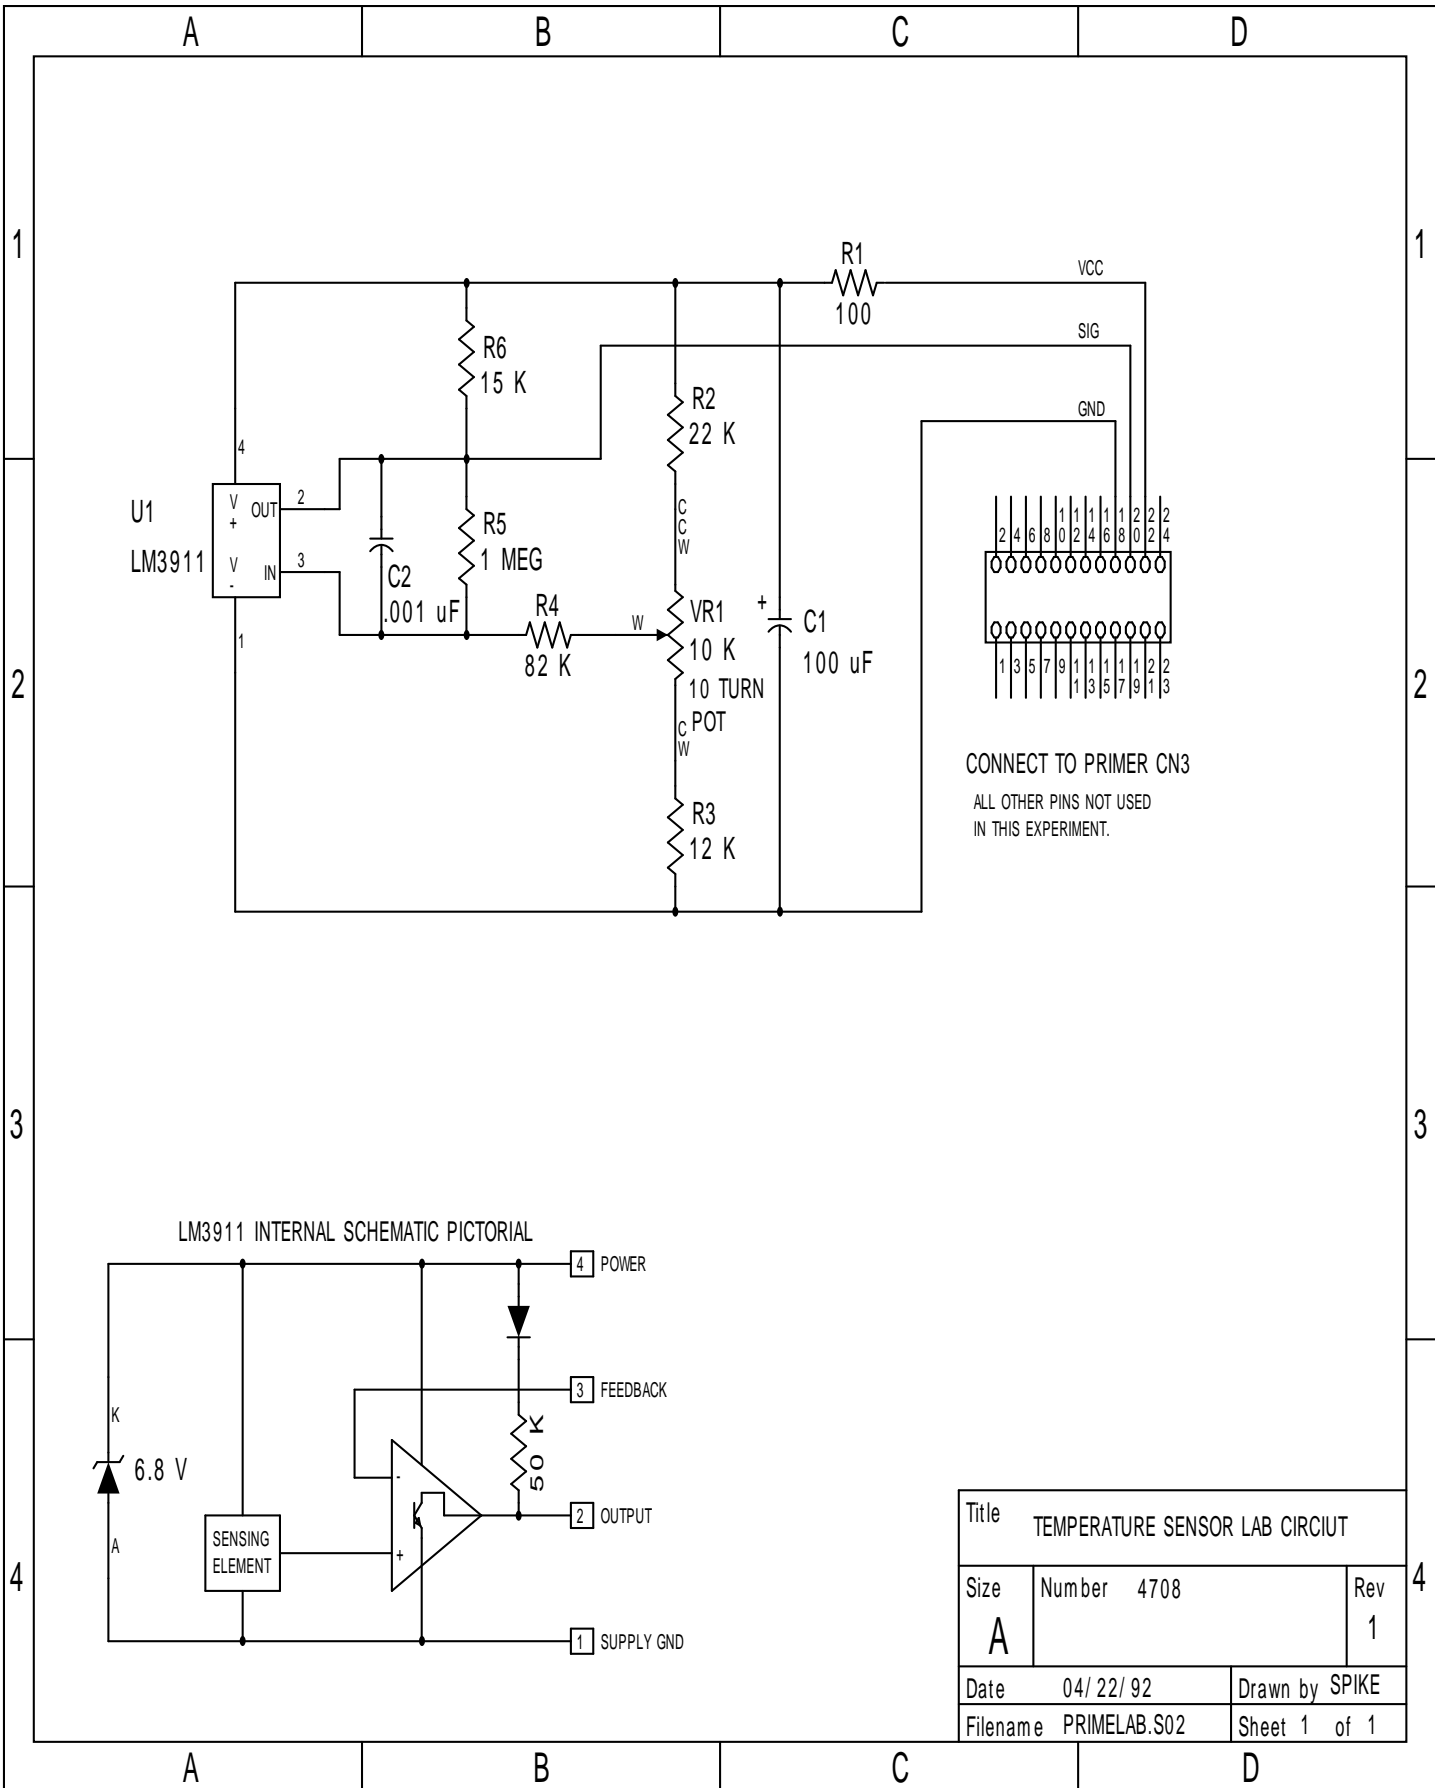 A B C D
1 1
R1
100
VCC
SIG
GND
R6
15 K
R2
22 K
4
U1
LM3911
V
+
OUT
2
V
-
IN
3
1
C2
.001 uF
R5
1 MEG
R4
82 K
W
CCW
VR1
10 K
10 TURN
POT
CW
+
C1
100 uF
R3
12 K
2 4 6 8 10 12 14 16 18 20 22 24
1 3 5 7 9 11 13 15 17 19 21 23
2 2
CONNECT TO PRIMER CN3
ALL OTHER PINS NOT USED
IN THIS EXPERIMENT.
3 3
LM3911 INTERNAL SCHEMATIC PICTORIAL
4 POWER
3 FEEDBACK
K
6.8 V
A
50 K
-
+
2 OUTPUT
SENSING
ELEMENT
1 SUPPLY GND
4 4
Title
TEMPERATURE SENSOR LAB CIRCIUT
Size
A
Number 4708
Rev
1
Date 04/22/92
Drawn by SPIKE
Filename PRIMELAB.S02
Sheet 1 of 1
A B C D